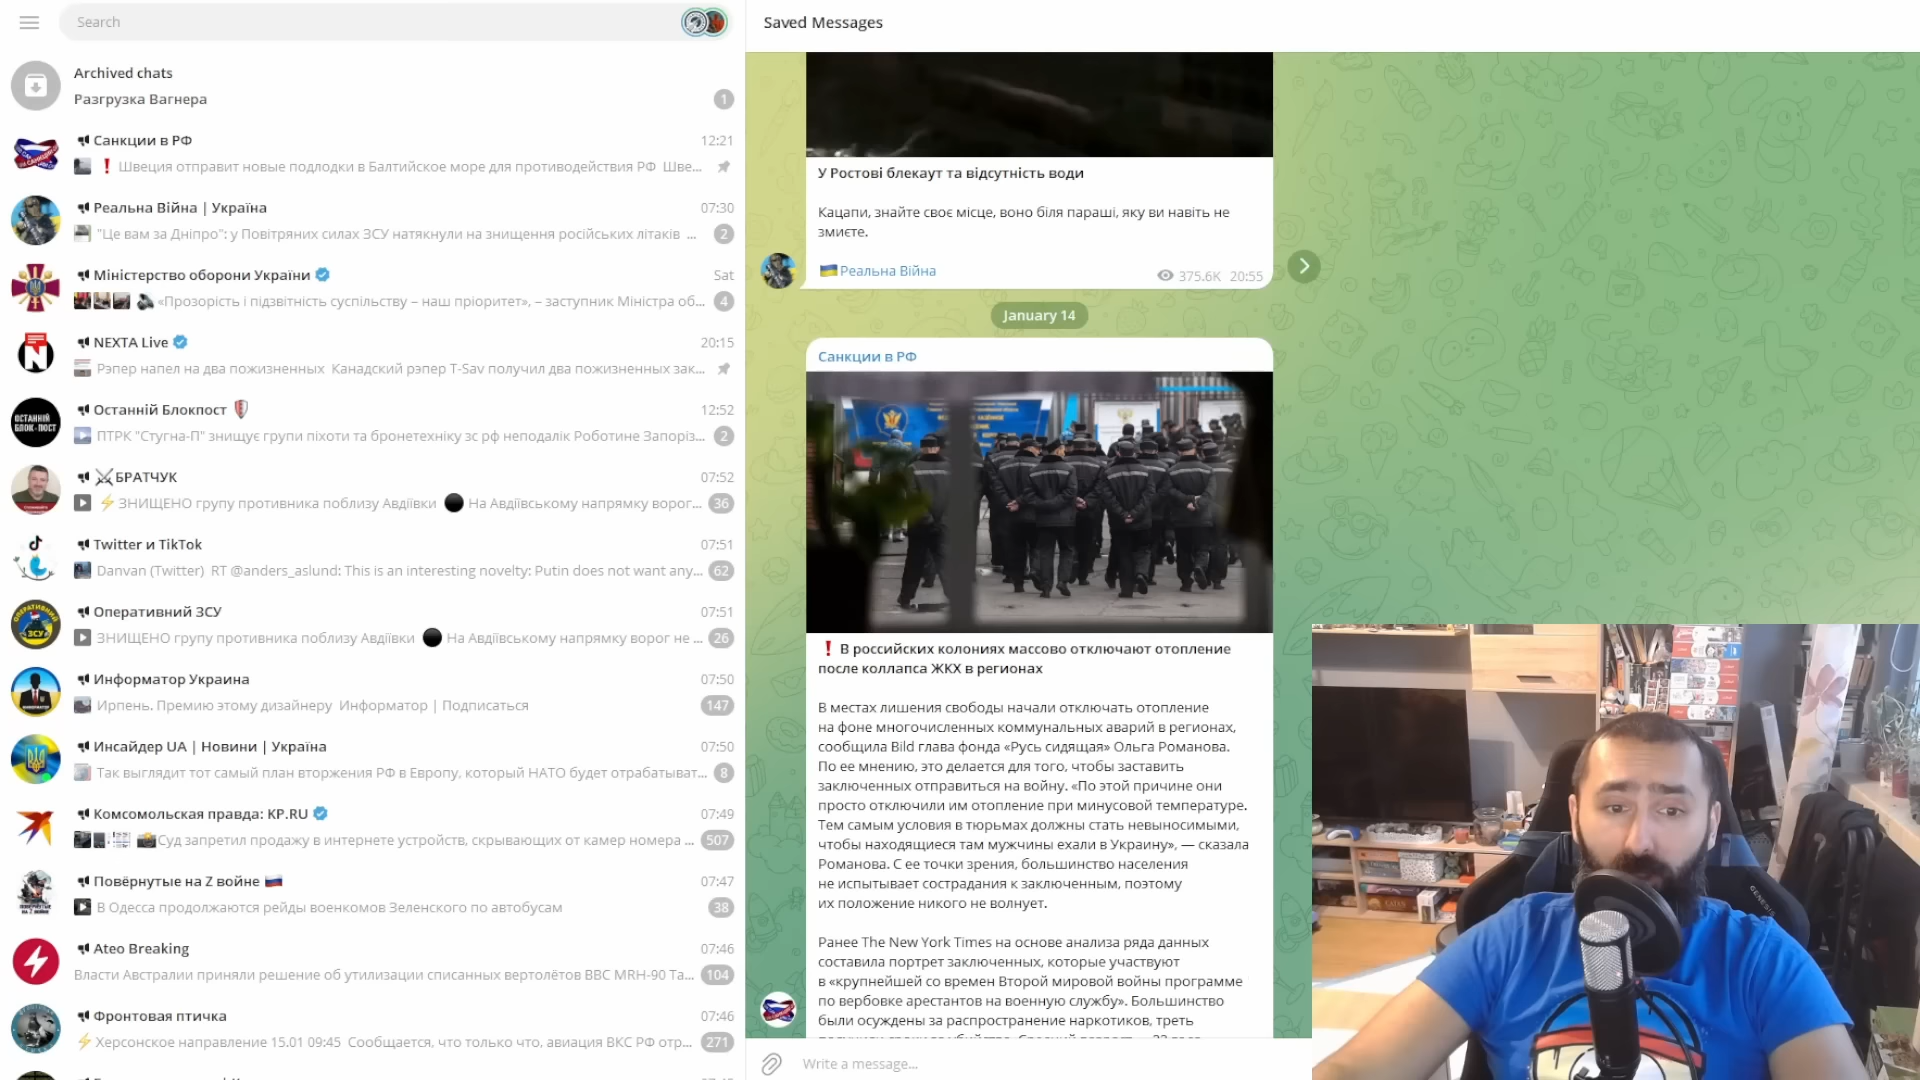 Search
Archived chats
Разгрузка Вагнера
1
Санкции в РФ
12:21
❗ Швеция отправит новые подлодки в Балтийское море для противодействия РФ Шве...
Реальна Війна | Україна
07:30
"Це вам за Дніпро": у Повітряних силах ЗСУ натякнули на знищення російських літаків ...
2
Міністерство оборони України
Sat
«Прозорість і підзвітність суспільству – наш пріоритет», – заступник Міністра об...
4
NEXTA Live
20:15
Рэпер напел на два пожизненных Канадский рэпер T-Sav получил два пожизненных зак...
ОСТАННІЙ
БЛОК-ПОСТ
Останній Блокпост
12:52
ПТРК "Стугна-П" знищує групи піхоти та бронетехніку зс рф неподалік Роботине Запоріз...
2
БРАТЧУК
07:52
⚡ ЗНИЩЕНО групу противника поблизу Авдіївки ⚫ На Авдіївському напрямку ворог...
36
Twitter и TikTok
07:51
Danvan (Twitter) RT @anders_aslund: This is an interesting novelty: Putin does not want any...
62
Оперативний ЗСУ
07:51
ЗНИЩЕНО групу противника поблизу Авдіївки ⚫ На Авдіївському напрямку ворог не ...
26
Информатор Украина
07:50
Ирпень. Премию этому дизайнеру Информатор | Подписаться
147
Инсайдер UA | Новини | Україна
07:50
Так выглядит тот самый план вторжения РФ в Европу, который НАТО будет отрабатыват...
8
Комсомольская правда: KP.RU
07:49
Суд запретил продажу в интернете устройств, скрывающих от камер номера ...
507
Повёрнутые на Z войне
07:47
В Одесса продолжаются рейды военкомов Зеленского по автобусам
38
Ateo Breaking
07:46
Власти Австралии приняли решение об утилизации списанных вертолётов ВВС MRH-90 Ta...
104
Фронтовая птичка
07:46
⚡Херсонское направление 15.01 09:45 Сообщается, что только что, авиация ВКС РФ отр...
271
Saved Messages
У Ростові блекаут та відсутність води
Кацапи, знайте своє місце, воно біля параші, яку ви навіть не
змиєте.
Реальна Війна
375.6K 20:55
January 14
Санкции в РФ
❗ В российских колониях массово отключают отопление
после коллапса ЖКХ в регионах
В местах лишения свободы начали отключать отопление
на фоне многочисленных коммунальных аварий в регионах,
сообщила Bild глава фонда «Русь сидящая» Ольга Романова.
По ее мнению, это делается для того, чтобы заставить
заключенных отправиться на войну. «По этой причине они
просто отключили им отопление при минусовой температуре.
Тем самым условия в тюрьмах должны стать невыносимыми,
чтобы находящиеся там мужчины ехали в Украину», — сказала
Романова. С ее точки зрения, большинство населения
не испытывает сострадания к заключенным, поэтому
их положение никого не волнует.
Ранее The New York Times на основе анализа ряда данных
составила портрет заключенных, которые участвуют
в «крупнейшей со времен Второй мировой войны программе
по вербовке арестантов на военную службу». Большинство
были осуждены за распространение наркотиков, треть
Write a message...
GENESIS